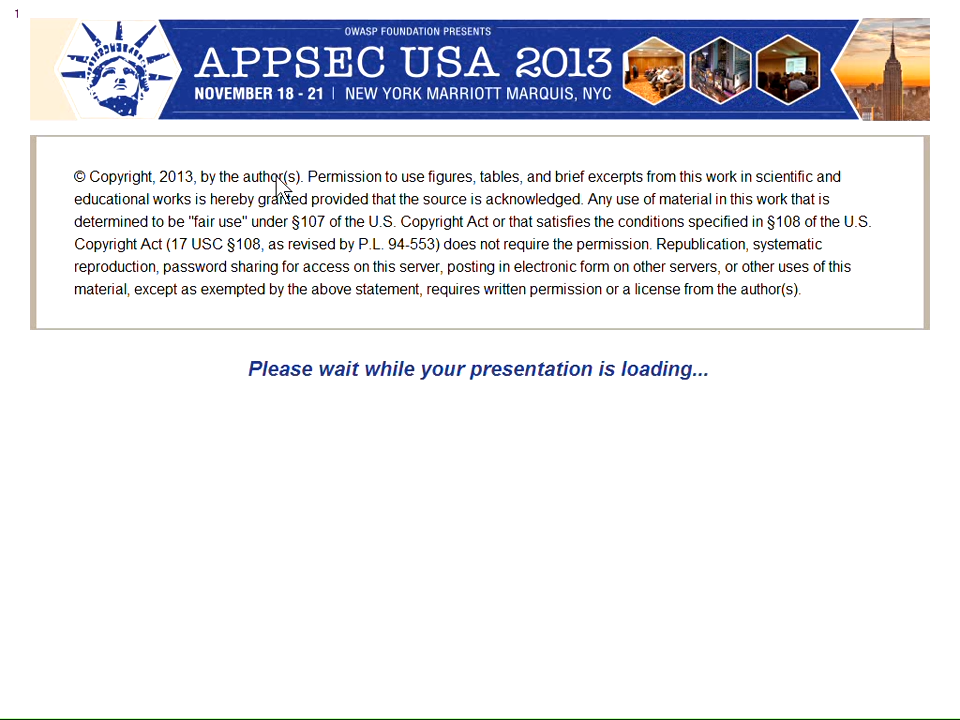 1
OWASP FOUNDATION PRESENTS
APPSEC USA 2013
NOVEMBER 18 - 21 | NEW YORK MARRIOTT MARQUIS, NYC
© Copyright, 2013, by the author(s). Permission to use figures, tables, and brief excerpts from this work in scientific and
educational works is hereby granted provided that the source is acknowledged. Any use of material in this work that is
determined to be "fair use" under §107 of the U.S. Copyright Act or that satisfies the conditions specified in §108 of the U.S.
Copyright Act (17 USC §108, as revised by P.L. 94-553) does not require the permission. Republication, systematic
reproduction, password sharing for access on this server, posting in electronic form on other servers, or other uses of this
material, except as exempted by the above statement, requires written permission or a license from the author(s).
Please wait while your presentation is loading...